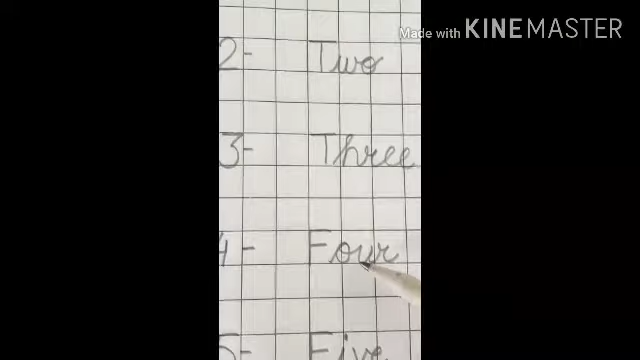 Made with KINEMASTER
2- Two
3- Three
4- Four
5- Five